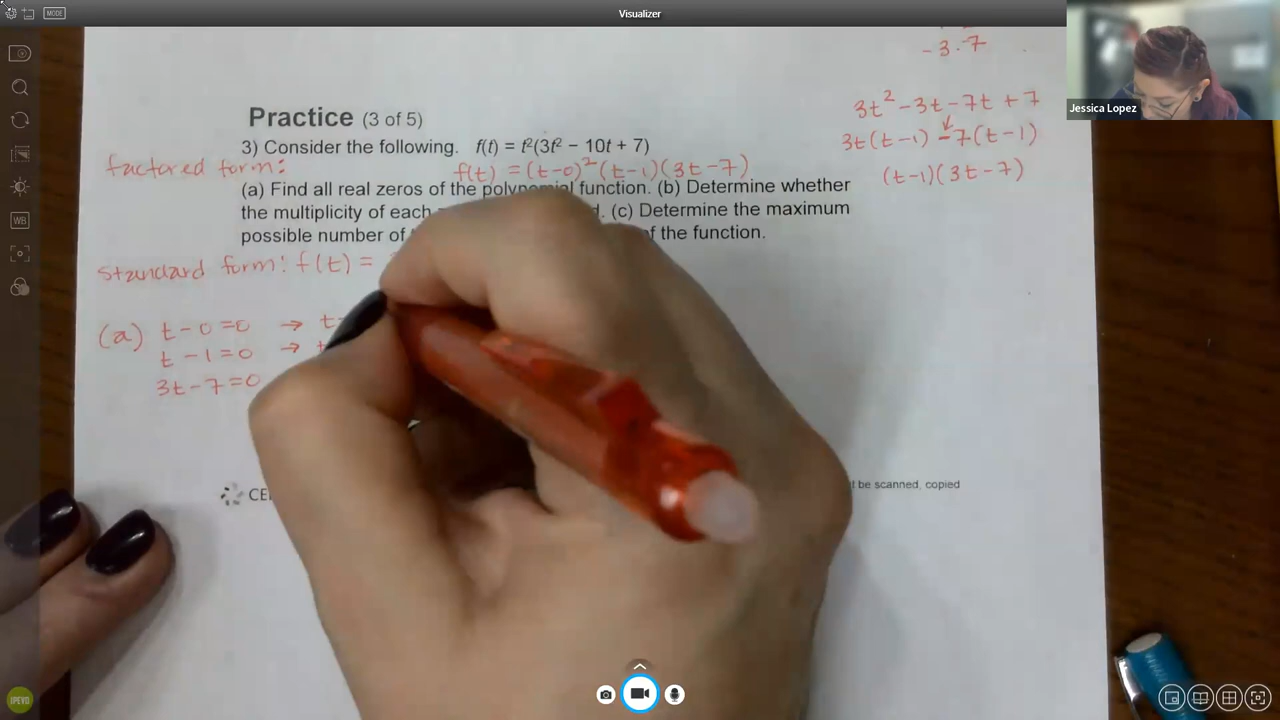 MODE
Visualizer
-3.7
Jessica Lopez
3t² -3t -7t +7
3t(t-1) -7(t-1)
(t-1)(3t-7)
Practice (3 of 5)
3) Consider the following. f(t) = t²(3t² − 10t + 7)
factored form: f(t) = (t-0)²(t-1)(3t-7)
(a) Find all real zeros of the polynomial function. (b) Determine whether
the multiplicity of each (c) Determine the maximum
possible number of of the function.
standard form: f(t) =
(a) t-0=0 → t
t-1=0 →
3t-7=0
be scanned, copied
WB
IPEVO